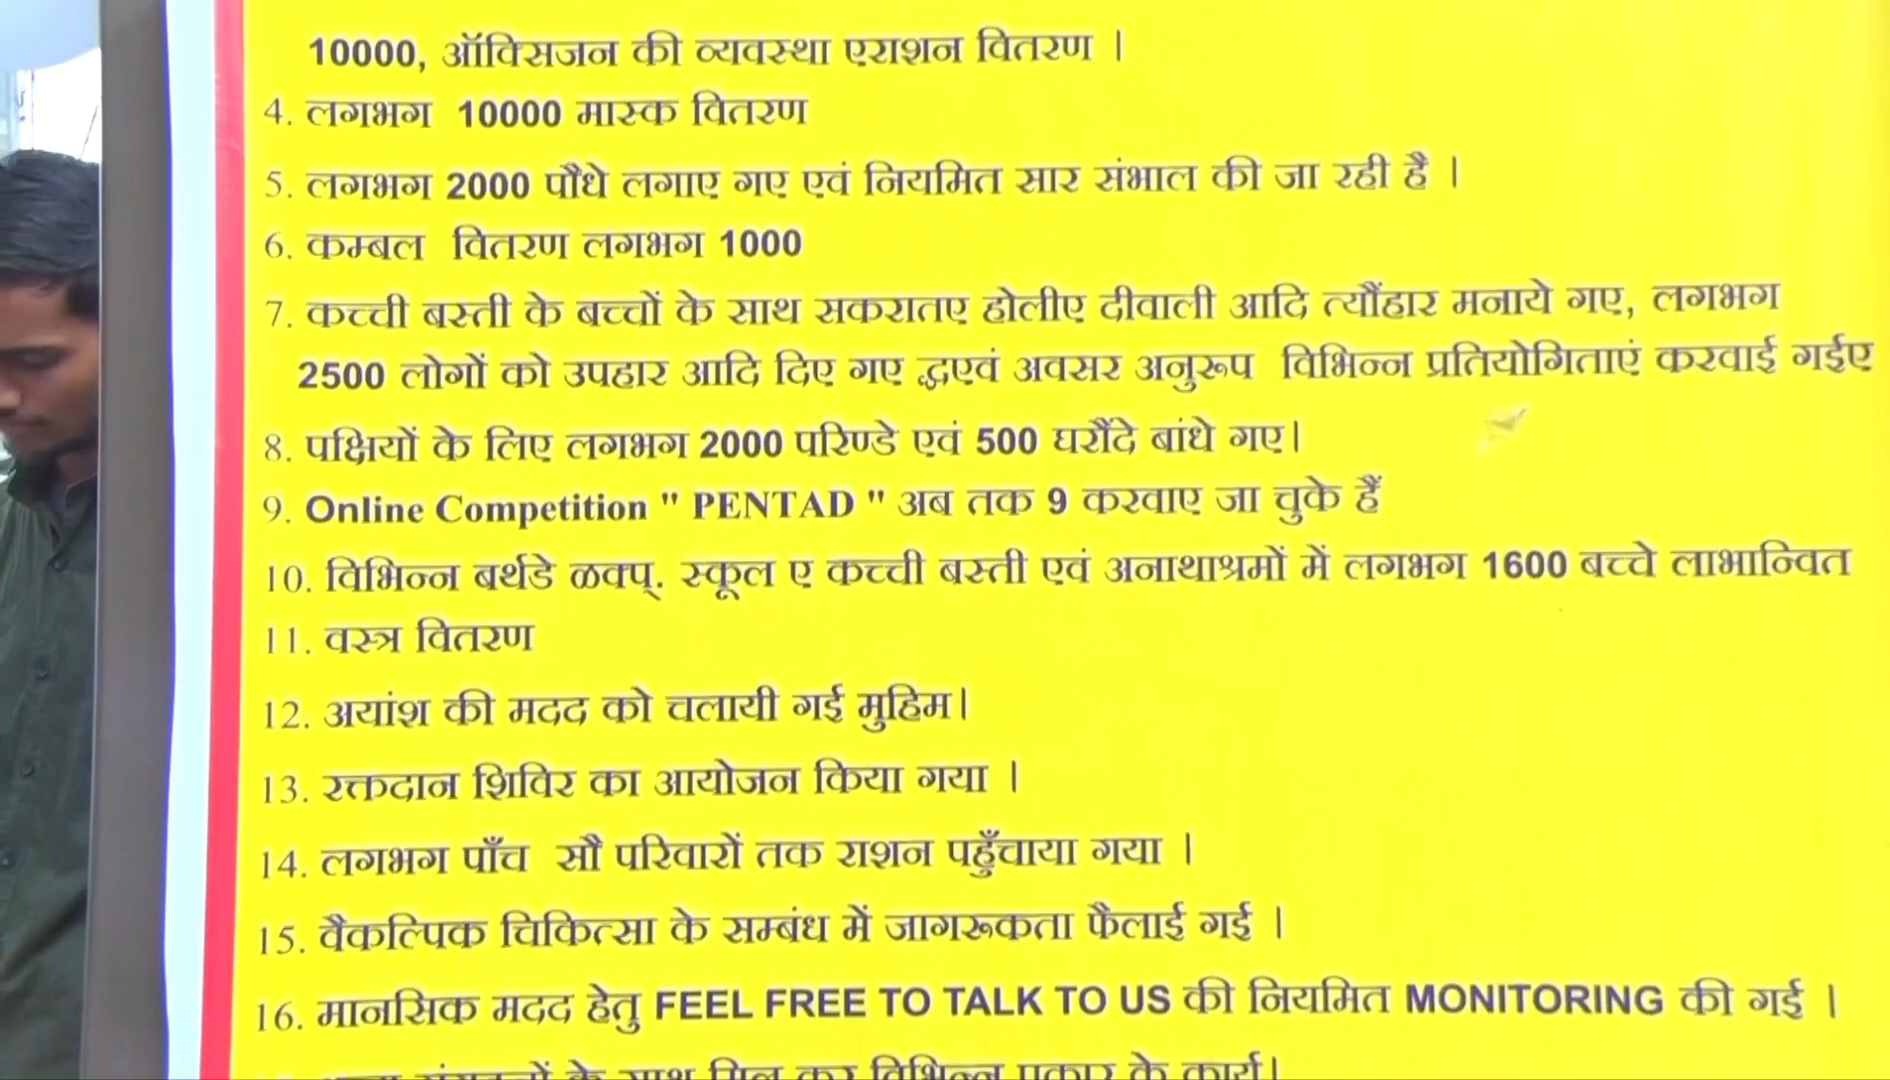 10000, ऑक्सिजन की व्यवस्था एराशन वितरण ।
4. लगभग 10000 मास्क वितरण
5. लगभग 2000 पौधे लगाए गए एवं नियमित सार संभाल की जा रही है ।
6. कम्बल वितरण लगभग 1000
7. कच्ची बस्ती के बच्चों के साथ सकरातए होलीए दीवाली आदि त्यौंहार मनाये गए, लगभग
2500 लोगों को उपहार आदि दिए गए द्धएवं अवसर अनुरूप विभिन्न प्रतियोगिताएं करवाई गईए
8. पक्षियों के लिए लगभग 2000 परिण्डे एवं 500 घरौंदे बांधे गए।
9. Online Competition " PENTAD " अब तक 9 करवाए जा चुके हैं
10. विभिन्न बर्थडे ळवप्. स्कूल ए कच्ची बस्ती एवं अनाथाश्रमों में लगभग 1600 बच्चे लाभान्वित
11. वस्त्र वितरण
12. अयांश की मदद को चलायी गई मुहिम।
13. रक्तदान शिविर का आयोजन किया गया ।
14. लगभग पाँच सौ परिवारों तक राशन पहुँचाया गया ।
15. वैकल्पिक चिकित्सा के सम्बंध में जागरूकता फैलाई गई ।
16. मानसिक मदद हेतु FEEL FREE TO TALK TO US की नियमित MONITORING की गई ।
के साथ मिल कर विभिन्न प्रकार के कार्य।